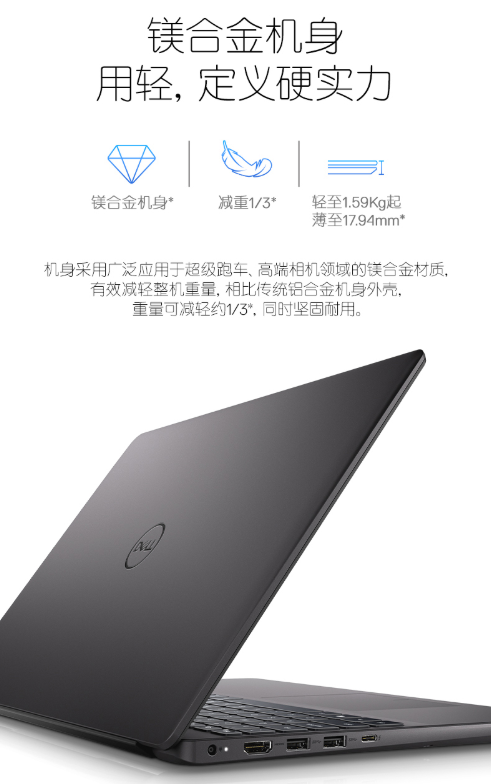 镁合金机身
用轻, 定义硬实力
镁合金机身*
减重1/3*
轻至1.59Kg起
薄至17.94mm*
机身采用广泛应用于超级跑车、高端相机领域的镁合金材质,
有效减轻整机重量, 相比传统铝合金机身外壳,
重量可减轻约1/3*, 同时坚固耐用。
DELL